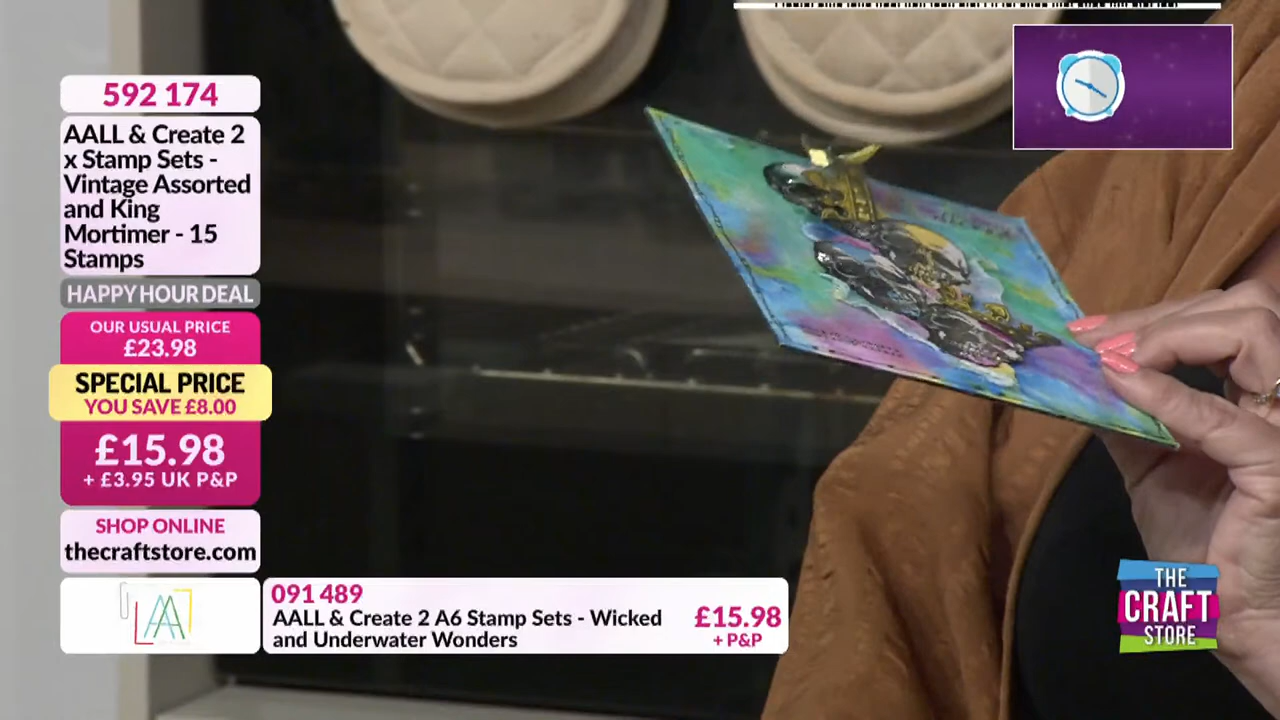 592 174
AALL & Create 2
x Stamp Sets -
Vintage Assorted
and King
Mortimer - 15
Stamps
HAPPY HOUR DEAL
OUR USUAL PRICE
£23.98
SPECIAL PRICE
YOU SAVE £8.00
£15.98
+ £3.95 UK P&P
SHOP ONLINE
thecraftstore.com
LAA
091 489
AALL & Create 2 A6 Stamp Sets - Wicked
and Underwater Wonders
£15.98
+ P&P
THE
CRAFT
STORE